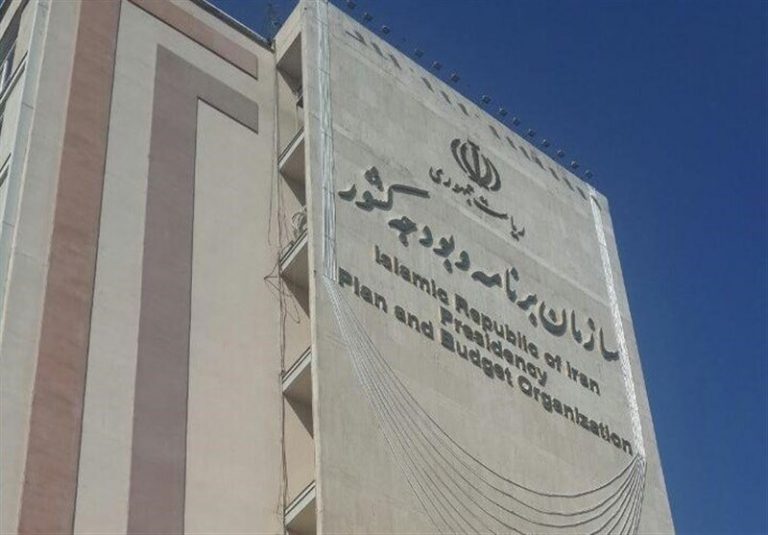 ریاست جمهوری
سازمان برنامه و بودجه کشور
Islamic Republic of Iran
Presidency
Plan and Budget Organization